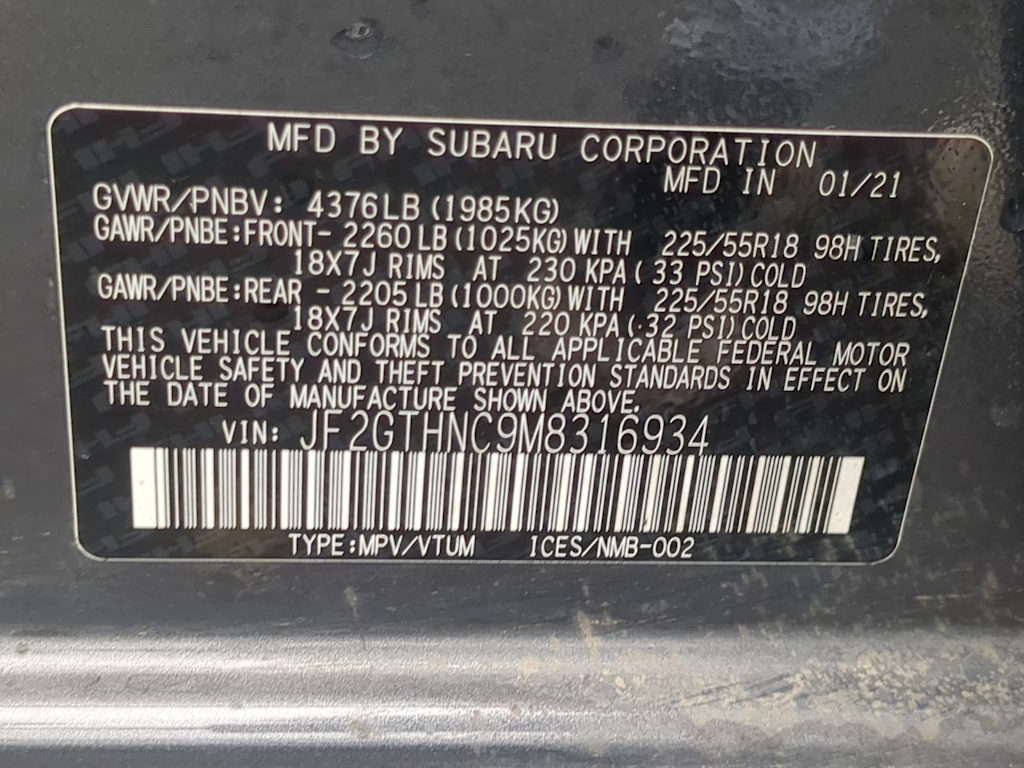 MFD BY SUBARU CORPORATION
MFD IN 01/21
GVWR/PNBV: 4376LB (1985KG)
GAWR/PNBE:FRONT- 2260 LB (1025KG) WITH 225/55R18 98H TIRES,
18X7J RIMS AT 230 KPA ( 33 PSI) COLD
GAWR/PNBE:REAR - 2205 LB (1000KG) WITH 225/55R18 98H TIRES,
18X7J RIMS AT 220 KPA ( 32 PSI) COLD
THIS VEHICLE CONFORMS TO ALL APPLICABLE FEDERAL MOTOR
VEHICLE SAFETY AND THEFT PREVENTION STANDARDS IN EFFECT ON
THE DATE OF MANUFACTURE SHOWN ABOVE.
VIN: JF2GTHNC9M8316934
TYPE:MPV/VTUM ICES/NMB-002